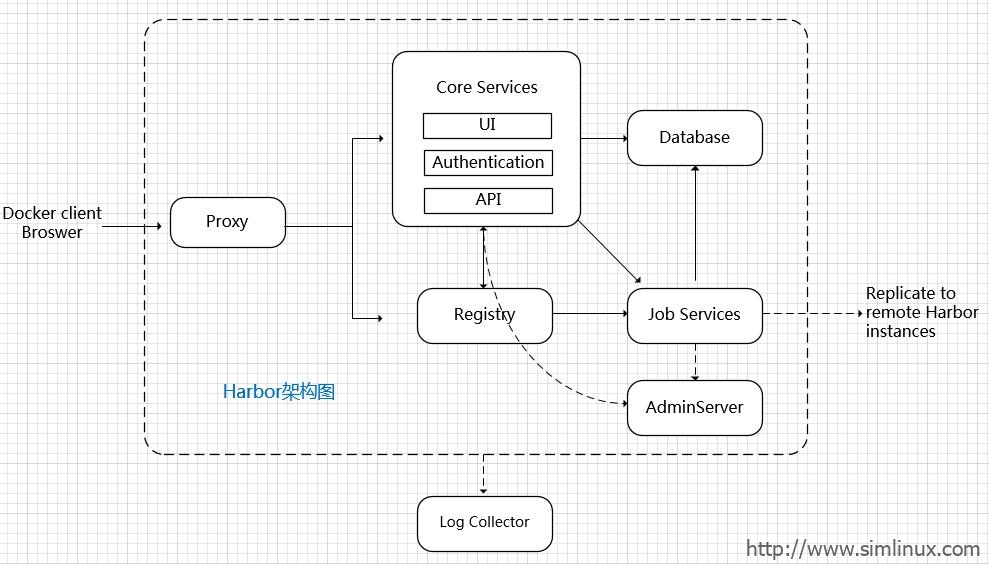 Core Services
UI
Authentication
API
Database
Docker client
Broswer
Proxy
Registry
Job Services
Replicate to
remote Harbor
instances
Harbor架构图
AdminServer
Log Collector
http://www.simlinux.com